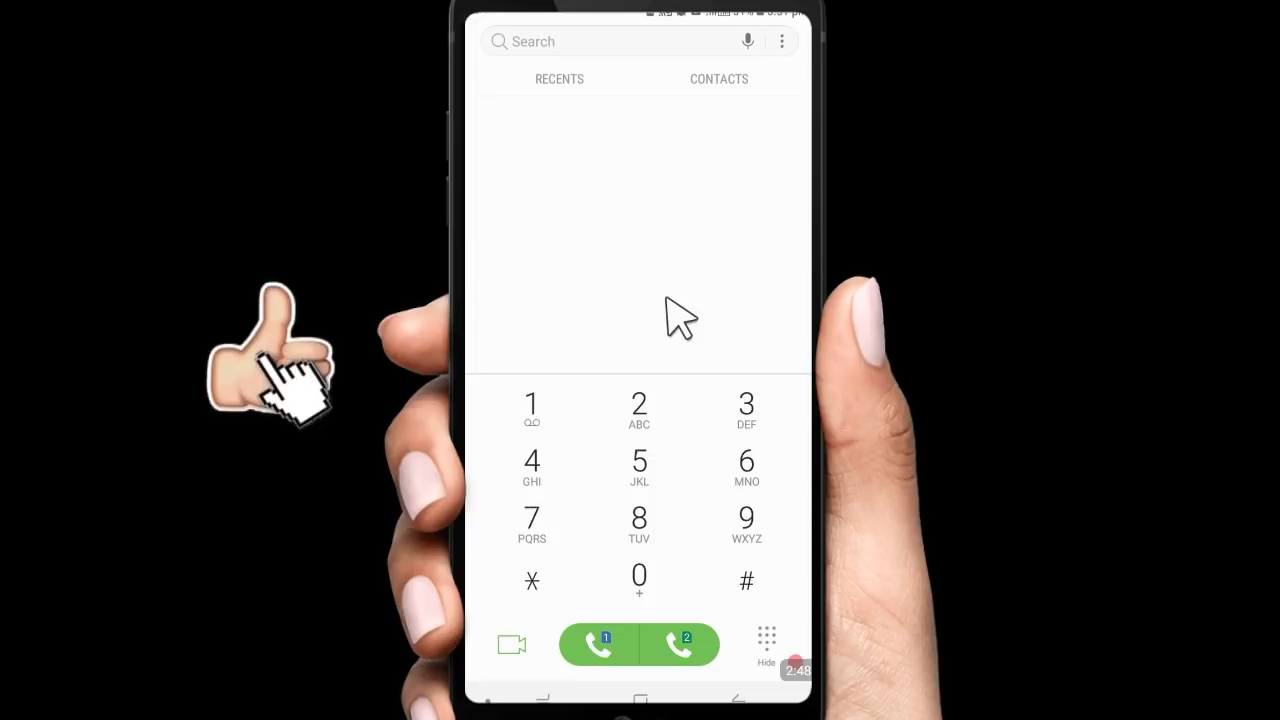 Search
RECENTS CONTACTS
1 2 3
ABC DEF
4 5 6
GHI JKL MNO
7 8 9
PQRS TUV WXYZ
* 0 #
+
1 2
Hide
2:48